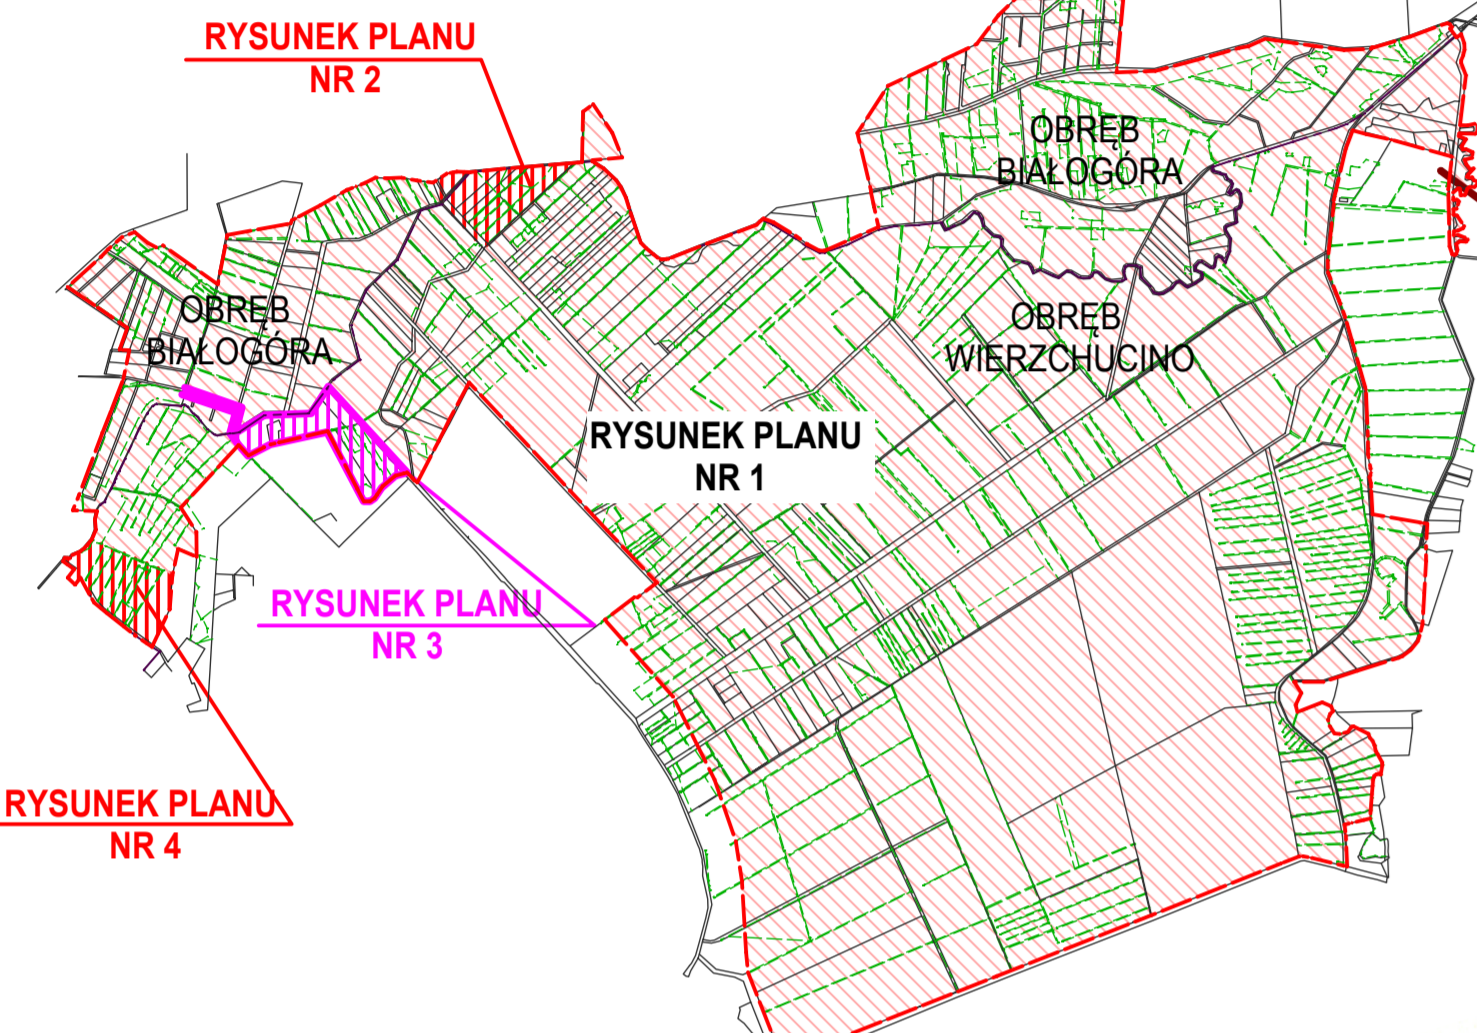 RYSUNEK PLANU
NR 2
OBRĘB
BIAŁOGÓRA
OBRĘB
BIAŁOGÓRA
OBRĘB
WIERZCHUCINO
RYSUNEK PLANU
NR 1
RYSUNEK PLANU
NR 3
RYSUNEK PLANU
NR 4